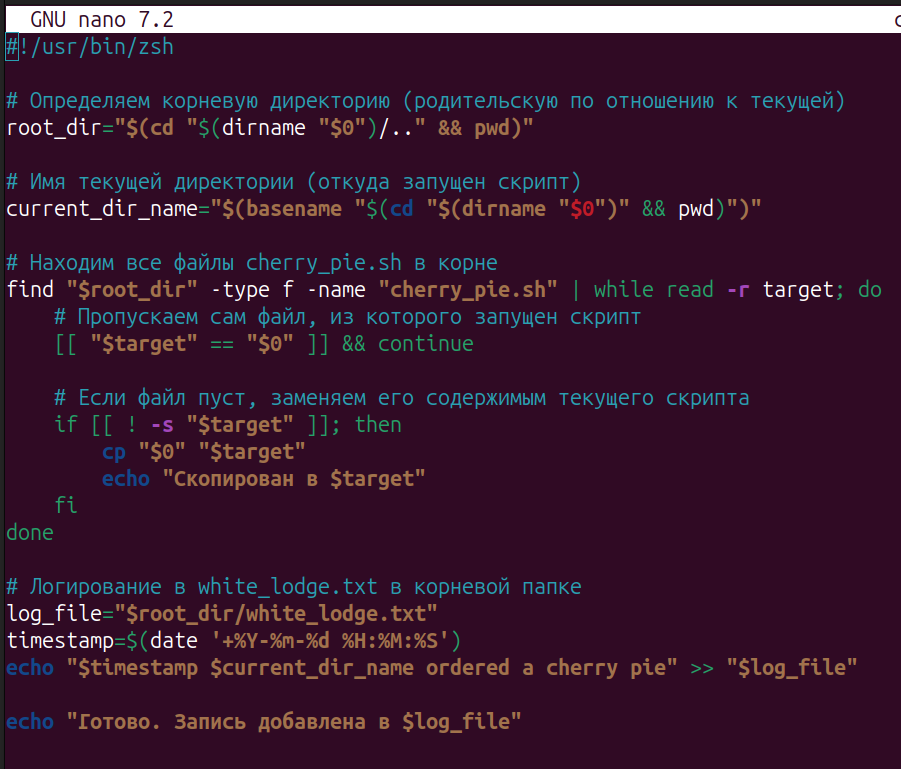 GNU nano 7.2
#!/usr/bin/zsh
# Определяем корневую директорию (родительскую по отношению к текущей)
root_dir="$(cd "$(dirname "$0")/.." && pwd)"
# Имя текущей директории (откуда запущен скрипт)
current_dir_name="$(basename "$(cd "$(dirname "$0")" && pwd)")"
# Находим все файлы cherry_pie.sh в корне
find "$root_dir" -type f -name "cherry_pie.sh" | while read -r target; do
    # Пропускаем сам файл, из которого запущен скрипт
    [[ "$target" == "$0" ]] && continue
    # Если файл пуст, заменяем его содержимым текущего скрипта
    if [[ ! -s "$target" ]]; then
        cp "$0" "$target"
        echo "Скопирован в $target"
    fi
done
# Логирование в white_lodge.txt в корневой папке
log_file="$root_dir/white_lodge.txt"
timestamp=$(date '+%Y-%m-%d %H:%M:%S')
echo "$timestamp $current_dir_name ordered a cherry pie" >> "$log_file"
echo "Готово. Запись добавлена в $log_file"